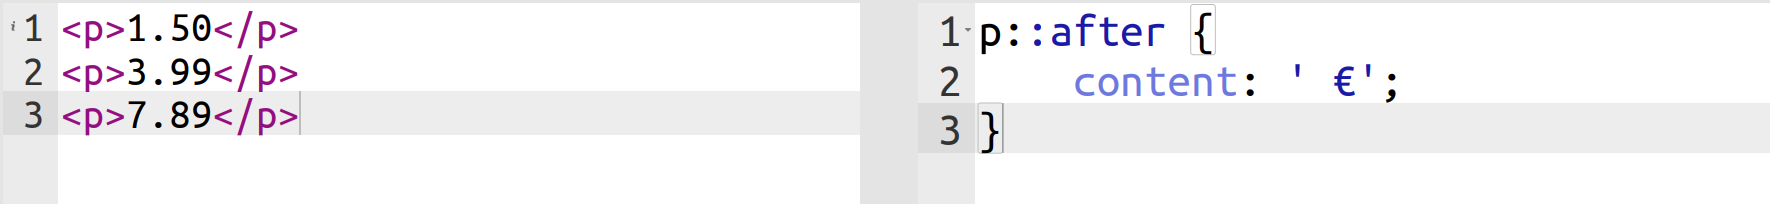 1 <p>1.50</p>
2 <p>3.99</p>
3 <p>7.89</p>
1 p::after {
2     content: ' €';
3 }